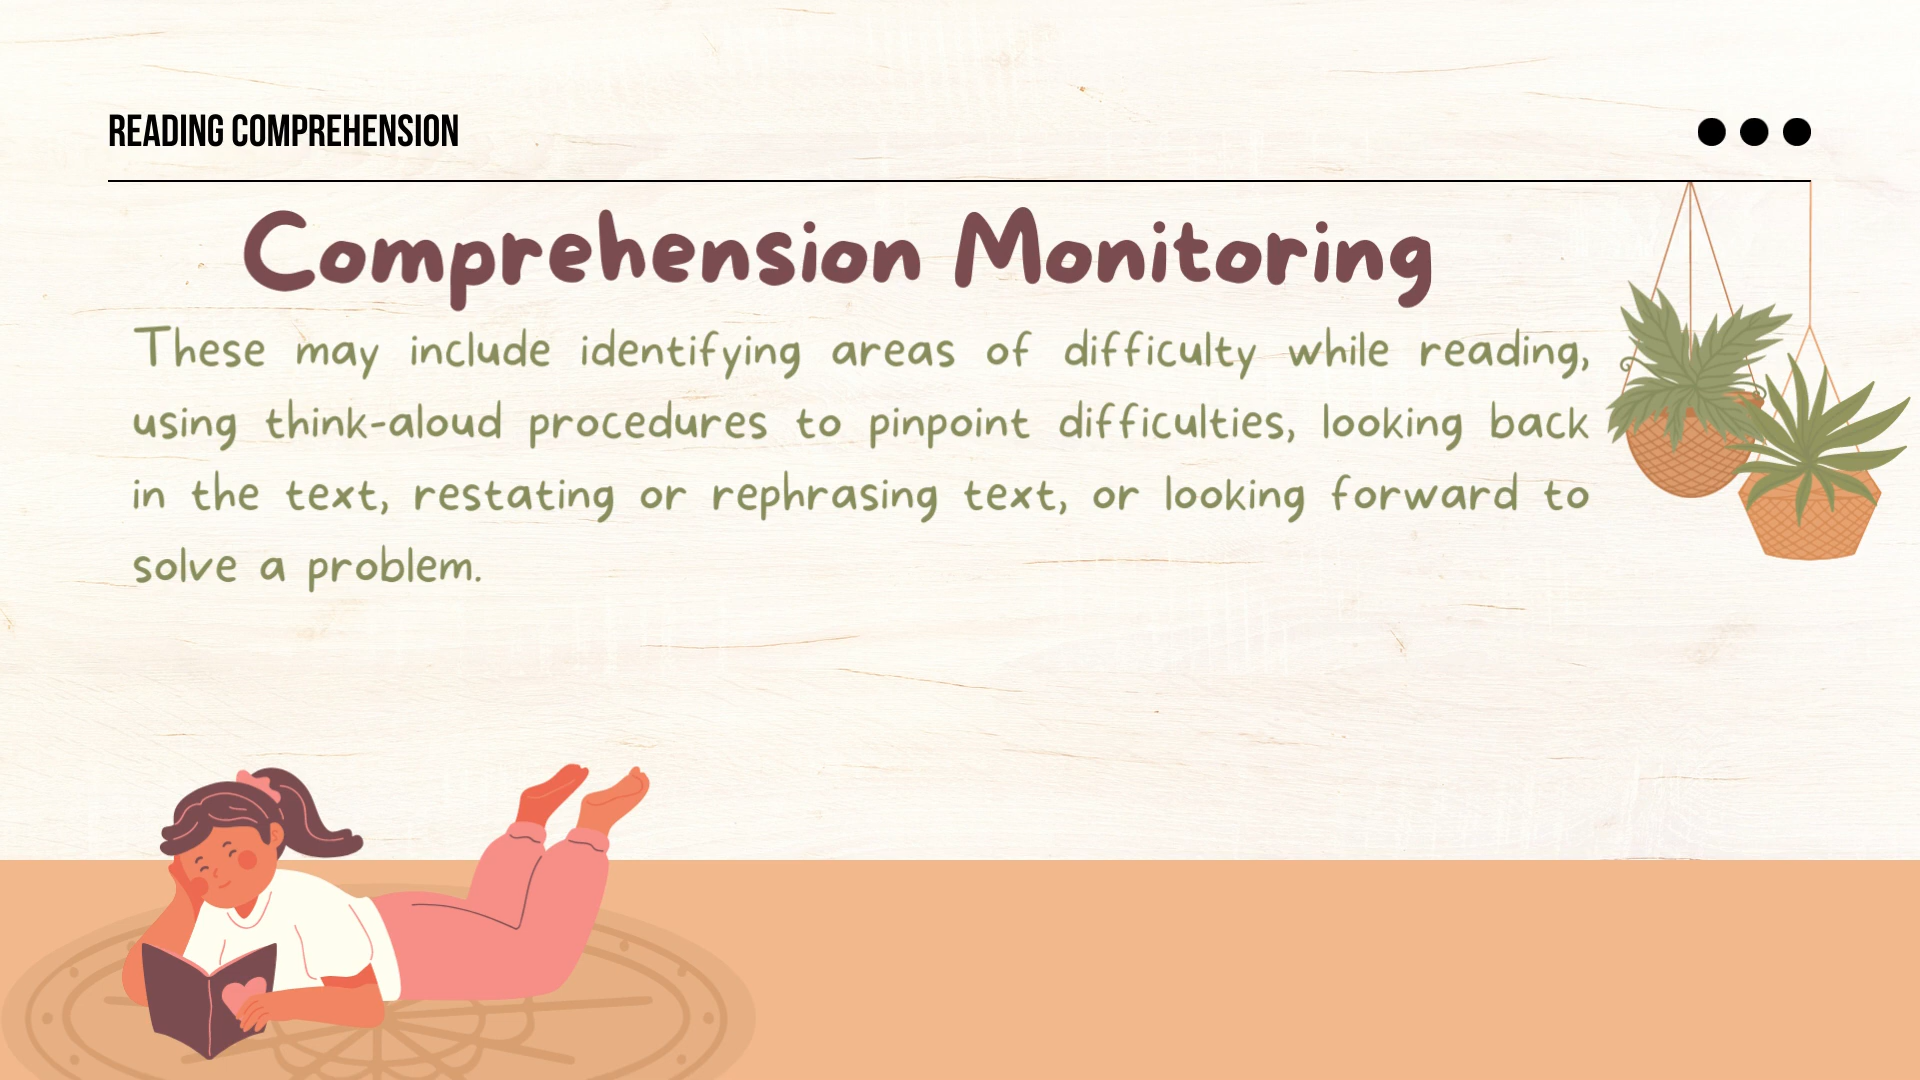 READING COMPREHENSION
Comprehension Monitoring
These may include identifying areas of difficulty while reading,
using think-aloud procedures to pinpoint difficulties, looking back
in the text, restating or rephrasing text, or looking forward to
solve a problem.